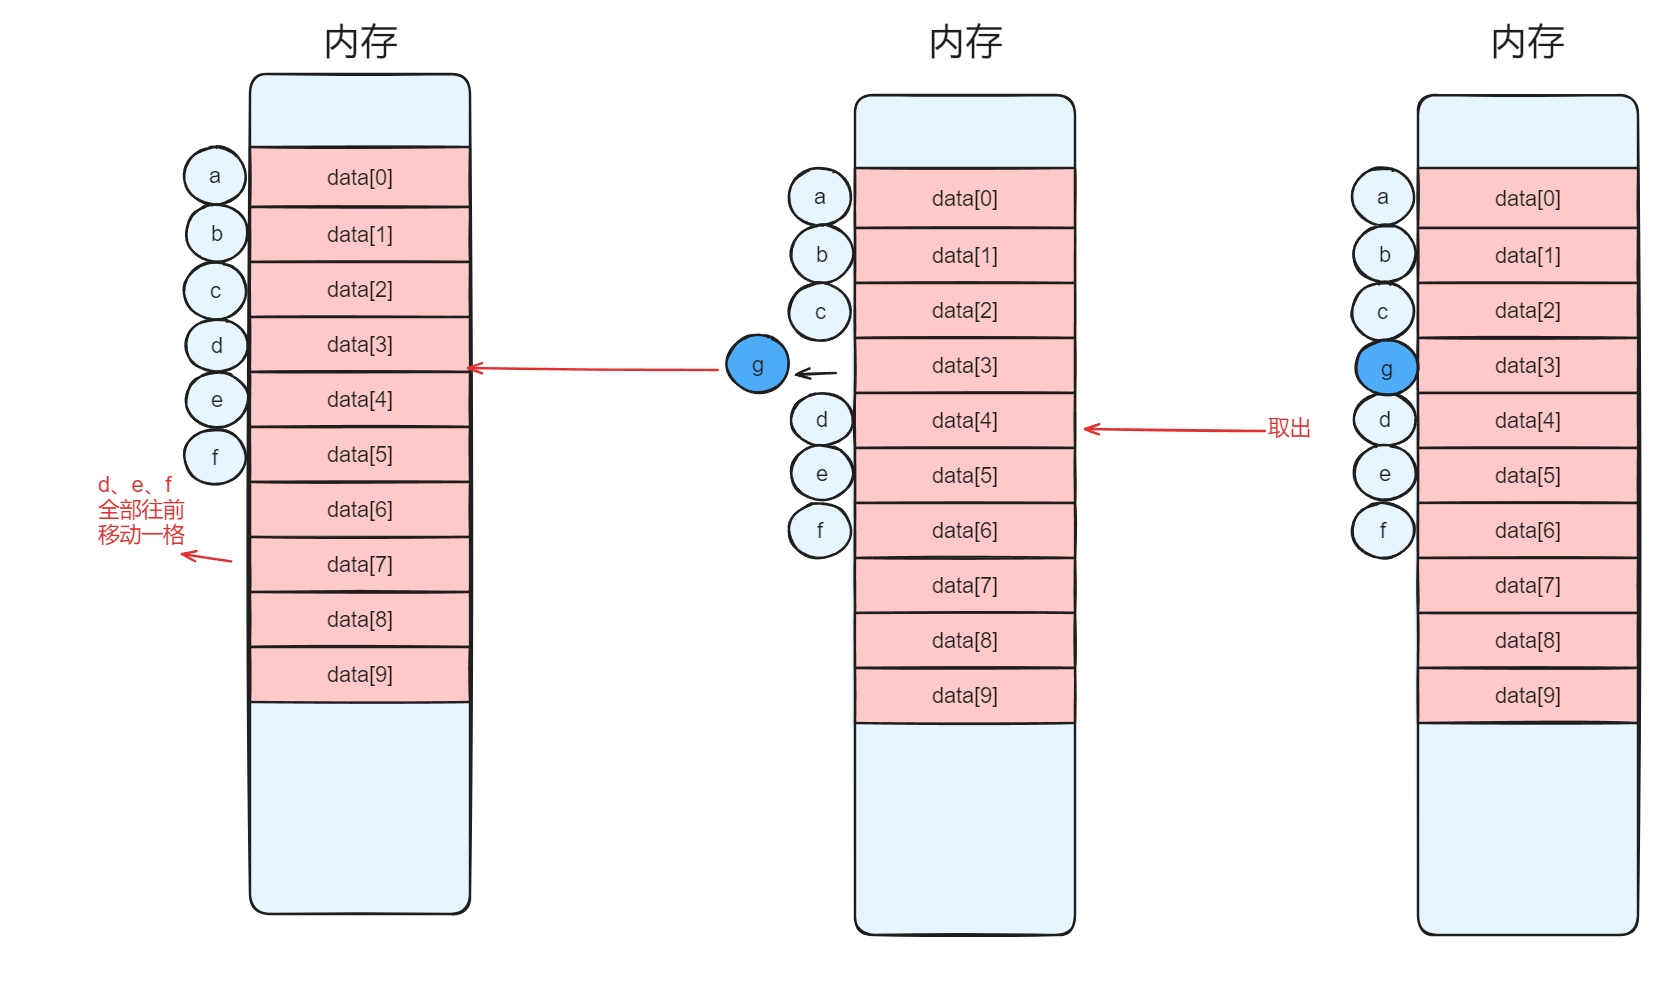 内存
a
data[0]
b
data[1]
c
data[2]
d
data[3]
e
data[4]
f
data[5]
d、e、f
全部往前
移动一格
data[6]
data[7]
data[8]
data[9]
内存
a
data[0]
b
data[1]
c
data[2]
g
data[3]
d
data[4]
e
data[5]
f
data[6]
data[7]
data[8]
data[9]
取出
内存
a
data[0]
b
data[1]
c
data[2]
g
data[3]
d
data[4]
e
data[5]
f
data[6]
data[7]
data[8]
data[9]